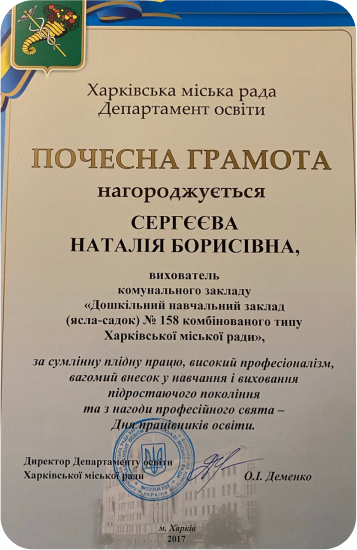 Харківська міська рада
Департамент освіти
ПОЧЕСНА ГРАМОТА
нагороджується
СЕРГЄЄВА
НАТАЛІЯ БОРИСІВНА,
вихователь
комунального закладу
«Дошкільний навчальний заклад
(ясла-садок) № 158 комбінованого типу
Харківської міської ради»,
за сумлінну плідну працю, високий професіоналізм,
вагомий внесок у навчання і виховання
підростаючого покоління
та з нагоди професійного свята –
Дня працівників освіти.
Директор Департаменту освіти
Харківської міської ради
О.І. Деменко
м. Харків
2017